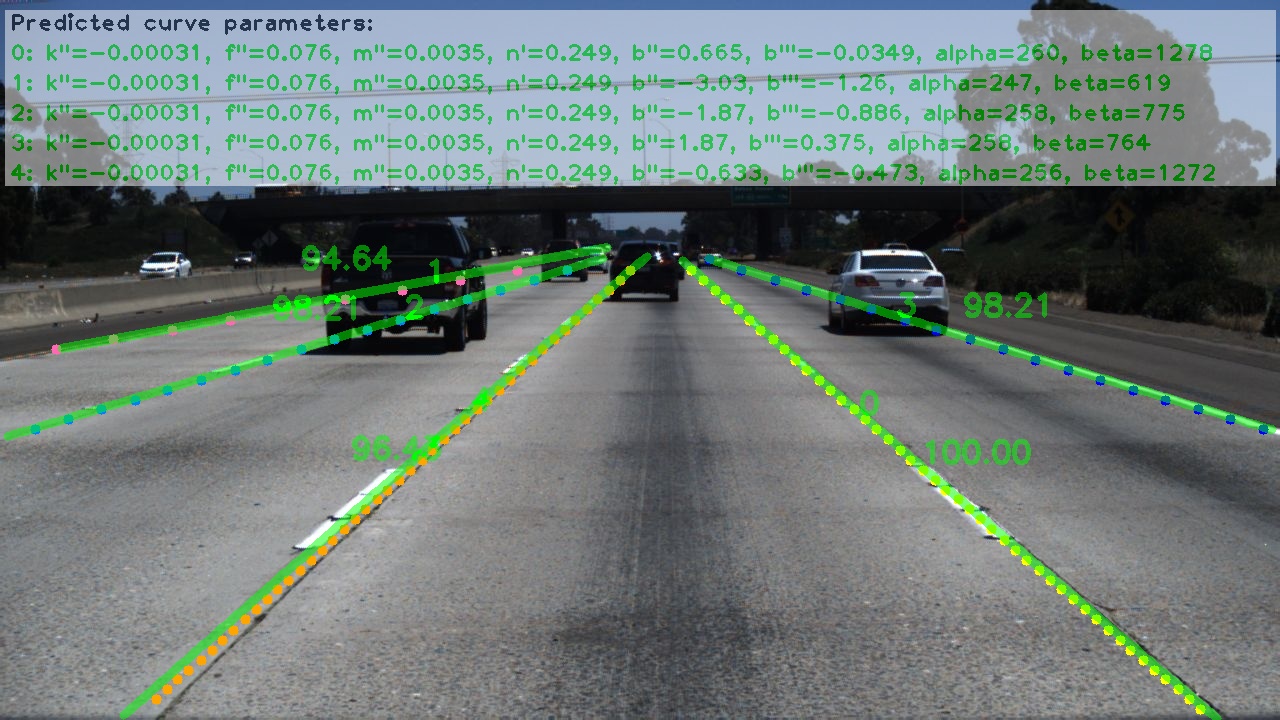 Predicted curve parameters:
0: k''=-0.00031, f''=0.076, m''=0.0035, n'=0.249, b''=0.665, b'''=-0.0349, alpha=260, beta=1278
1: k''=-0.00031, f''=0.076, m''=0.0035, n'=0.249, b''=-3.03, b'''=-1.26, alpha=247, beta=619
2: k''=-0.00031, f''=0.076, m''=0.0035, n'=0.249, b''=-1.87, b'''=-0.886, alpha=258, beta=775
3: k''=-0.00031, f''=0.076, m''=0.0035, n'=0.249, b''=1.87, b'''=0.375, alpha=258, beta=764
4: k''=-0.00031, f''=0.076, m''=0.0035, n'=0.249, b''=-0.633, b'''=-0.473, alpha=256, beta=1272
94.64
1
98.21
2
3
98.21
0
100.00